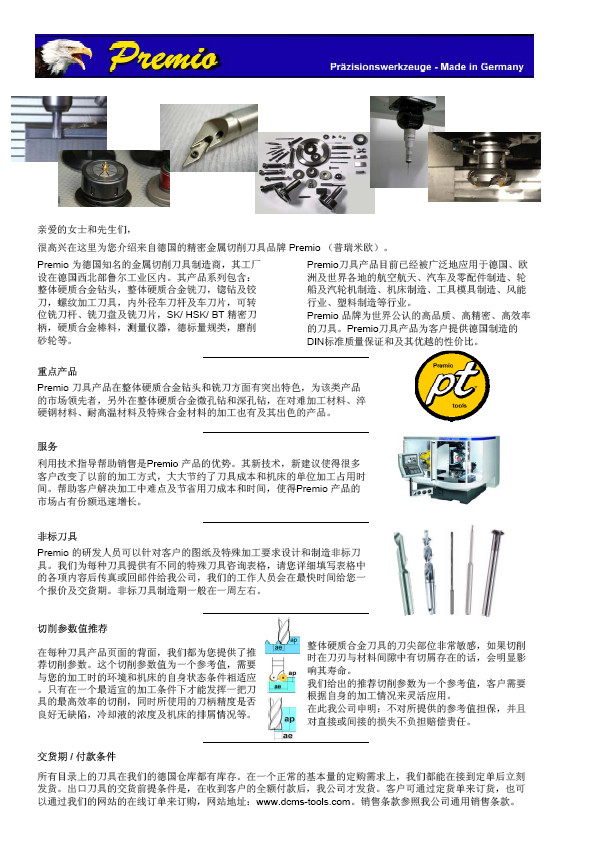 Premio
Präzisionswerkzeuge - Made in Germany
亲爱的女士和先生们，
很高兴在这里为您介绍来自德国的精密金属切削刀具品牌 Premio （普瑞米欧）。
Premio 为德国知名的金属切削刀具制造商，其工厂
设在德国西北部鲁尔工业区内。其产品系列包含：
整体硬质合金钻头，整体硬质合金铣刀，锪钻及铰
刀，螺纹加工刀具，内外径车刀杆及车刀片，可转
位铣刀杆、铣刀盘及铣刀片，SK/ HSK/ BT 精密刀
柄，硬质合金棒料，测量仪器，德标量规类，磨削
砂轮等。
Premio刀具产品目前已经被广泛地应用于德国、欧
洲及世界各地的航空航天、汽车及零配件制造、轮
船及汽轮机制造、机床制造、工具模具制造、风能
行业、塑料制造等行业。
Premio 品牌为世界公认的高品质、高精密、高效率
的刀具。Premio刀具产品为客户提供德国制造的
DIN标准质量保证和及其优越的性价比。
重点产品
Premio 刀具产品在整体硬质合金钻头和铣刀方面有突出特色，为该类产品
的市场领先者，另外在整体硬质合金微孔钻和深孔钻，在对难加工材料、淬
硬钢材料、耐高温材料及特殊合金材料的加工也有及其出色的产品。
Premio
pt
tools
服务
利用技术指导帮助销售是Premio 产品的优势。其新技术，新建议使得很多
客户改变了以前的加工方式，大大节约了刀具成本和机床的单位加工占用时
间。帮助客户解决加工中难点及节省用刀成本和时间，使得Premio 产品的
市场占有份额迅速增长。
非标刀具
Premio 的研发人员可以针对客户的图纸及特殊加工要求设计和制造非标刀
具。我们为每种刀具提供有不同的特殊刀具咨询表格，请您详细填写表格中
的各项内容后传真或回邮件给我公司，我们的工作人员会在最快时间给您一
个报价及交货期。非标刀具制造期一般在一周左右。
切削参数值推荐
在每种刀具产品页面的背面，我们都为您提供了推
荐切削参数。这个切削参数值为一个参考值，需要
与您的加工时的环境和机床的自身状态条件相适应
。只有在一个最适宜的加工条件下才能发挥一把刀
具的最高效率的切削，同时所使用的刀柄精度是否
良好无缺陷，冷却液的浓度及机床的排屑情况等。
ap
ae
ap
ae
ap
ae
整体硬质合金刀具的刀尖部位非常敏感，如果切削
时在刀刃与材料间隙中有切屑存在的话，会明显影
响其寿命。
我们给出的推荐切削参数为一个参考值，客户需要
根据自身的加工情况来灵活应用。
在此我公司申明：不对所提供的参考值担保，并且
对直接或间接的损失不负担赔偿责任。
交货期 / 付款条件
所有目录上的刀具在我们的德国仓库都有库存。在一个正常的基本量的定购需求上，我们都能在接到定单后立刻
发货。出口刀具的交货前提条件是，在收到客户的全额付款后，我公司才发货。客户可通过定货单来订货，也可
以通过我们的网站的在线订单来订购，网站地址：www.dcms-tools.com。销售条款参照我公司通用销售条款。